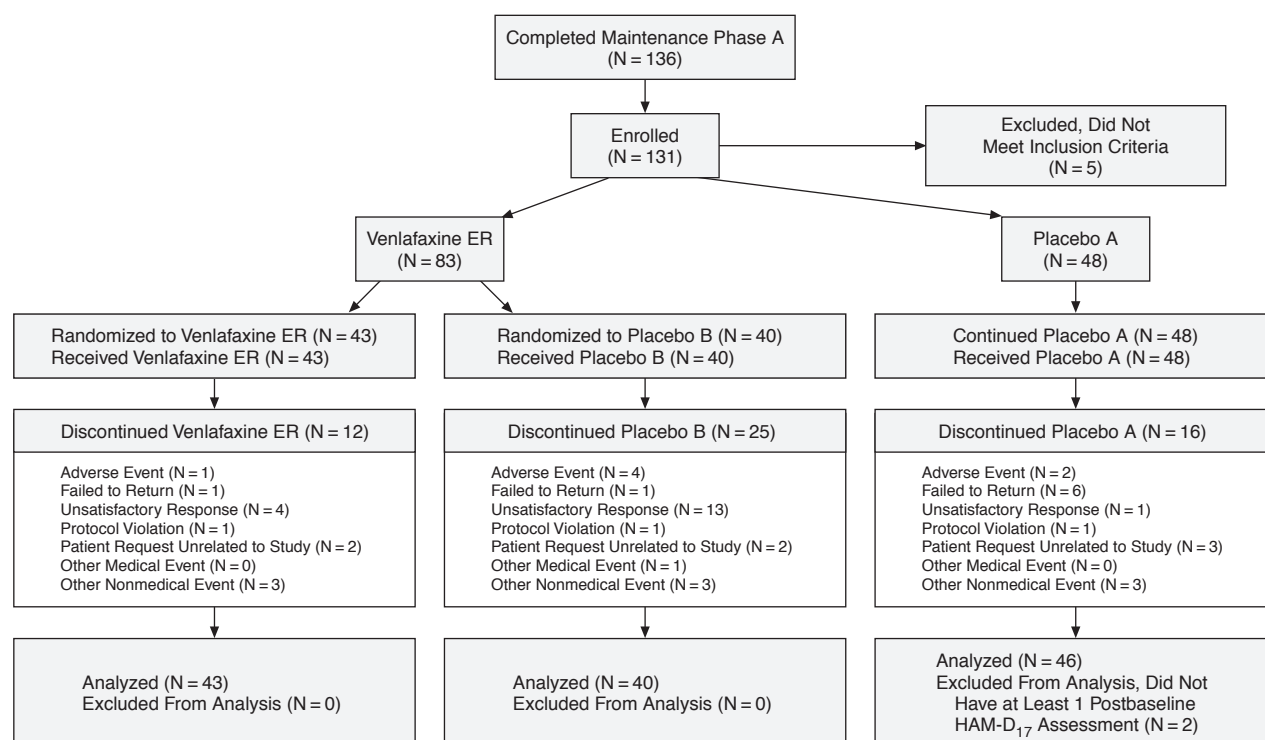 Completed Maintenance Phase A
(N = 136)
Enrolled
(N = 131)
Excluded, Did Not
Meet Inclusion Criteria
(N = 5)
Venlafaxine ER
(N = 83)
Placebo A
(N = 48)
Randomized to Venlafaxine ER (N = 43)
Received Venlafaxine ER (N = 43)
Randomized to Placebo B (N = 40)
Received Placebo B (N = 40)
Continued Placebo A (N = 48)
Received Placebo A (N = 48)
Discontinued Venlafaxine ER (N = 12)
Adverse Event (N = 1)
Failed to Return (N = 1)
Unsatisfactory Response (N = 4)
Protocol Violation (N = 1)
Patient Request Unrelated to Study (N = 2)
Other Medical Event (N = 0)
Other Nonmedical Event (N = 3)
Discontinued Placebo B (N = 25)
Adverse Event (N = 4)
Failed to Return (N = 1)
Unsatisfactory Response (N = 13)
Protocol Violation (N = 1)
Patient Request Unrelated to Study (N = 2)
Other Medical Event (N = 1)
Other Nonmedical Event (N = 3)
Discontinued Placebo A (N = 16)
Adverse Event (N = 2)
Failed to Return (N = 6)
Unsatisfactory Response (N = 1)
Protocol Violation (N = 1)
Patient Request Unrelated to Study (N = 3)
Other Medical Event (N = 0)
Other Nonmedical Event (N = 3)
Analyzed (N = 43)
Excluded From Analysis (N = 0)
Analyzed (N = 40)
Excluded From Analysis (N = 0)
Analyzed (N = 46)
Excluded From Analysis, Did Not
Have at Least 1 Postbaseline
HAM-D17 Assessment (N = 2)